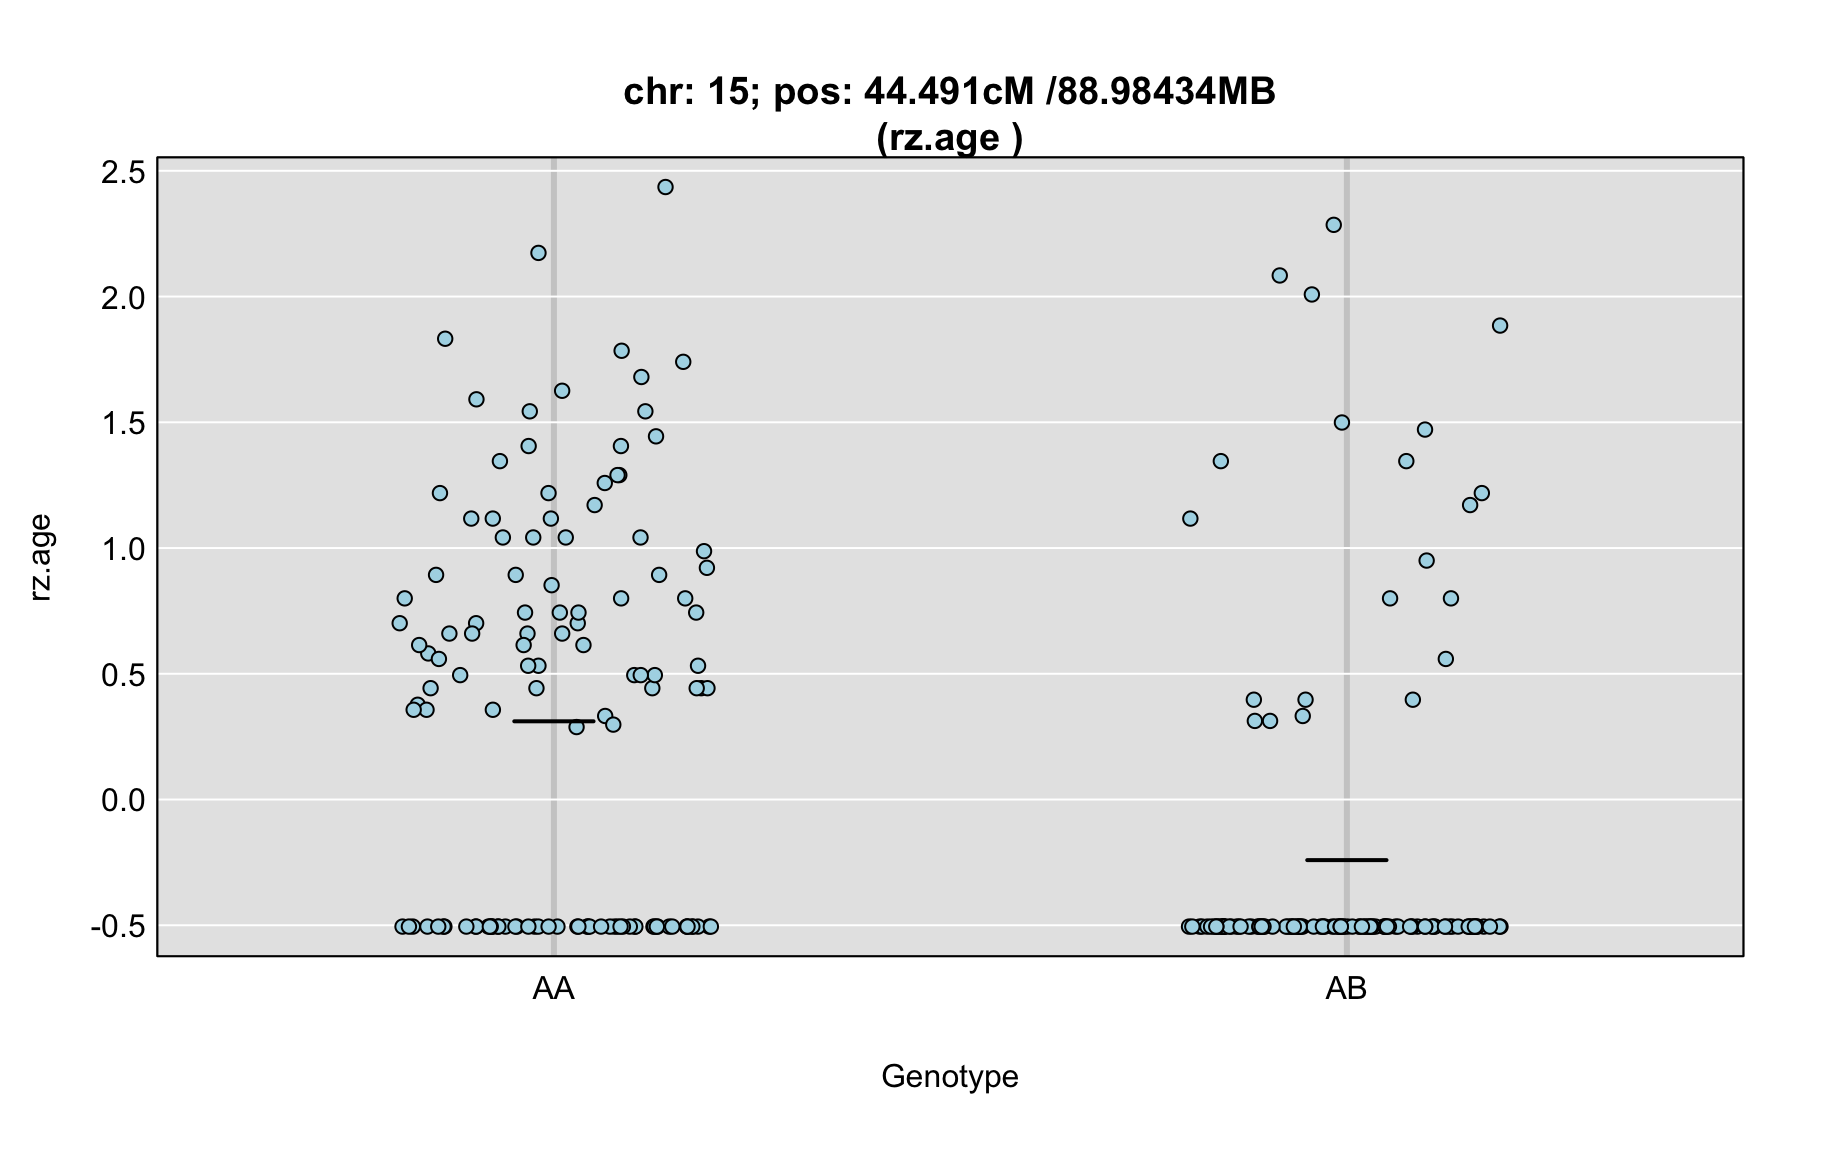 chr: 15; pos: 44.491cM /88.98434MB
(rz.age )
2.5
2.0
1.5
1.0
0.5
0.0
-0.5
rz.age
AA
AB
Genotype